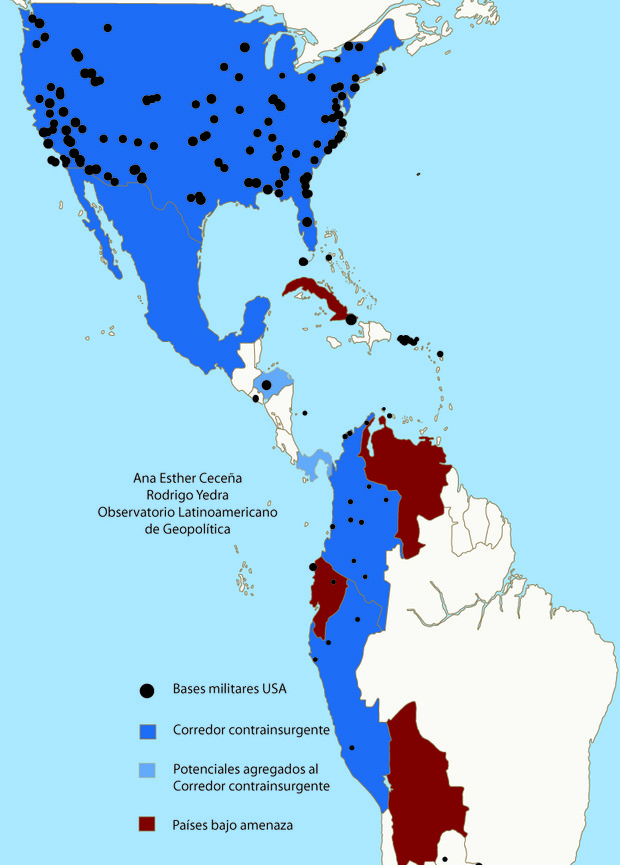 Ana Esther Ceceña
Rodrigo Yedra
Observatorio Latinoamericano
de Geopolítica
Bases militares USA
Corredor contrainsurgente
Potenciales agregados al
Corredor contrainsurgente
Países bajo amenaza